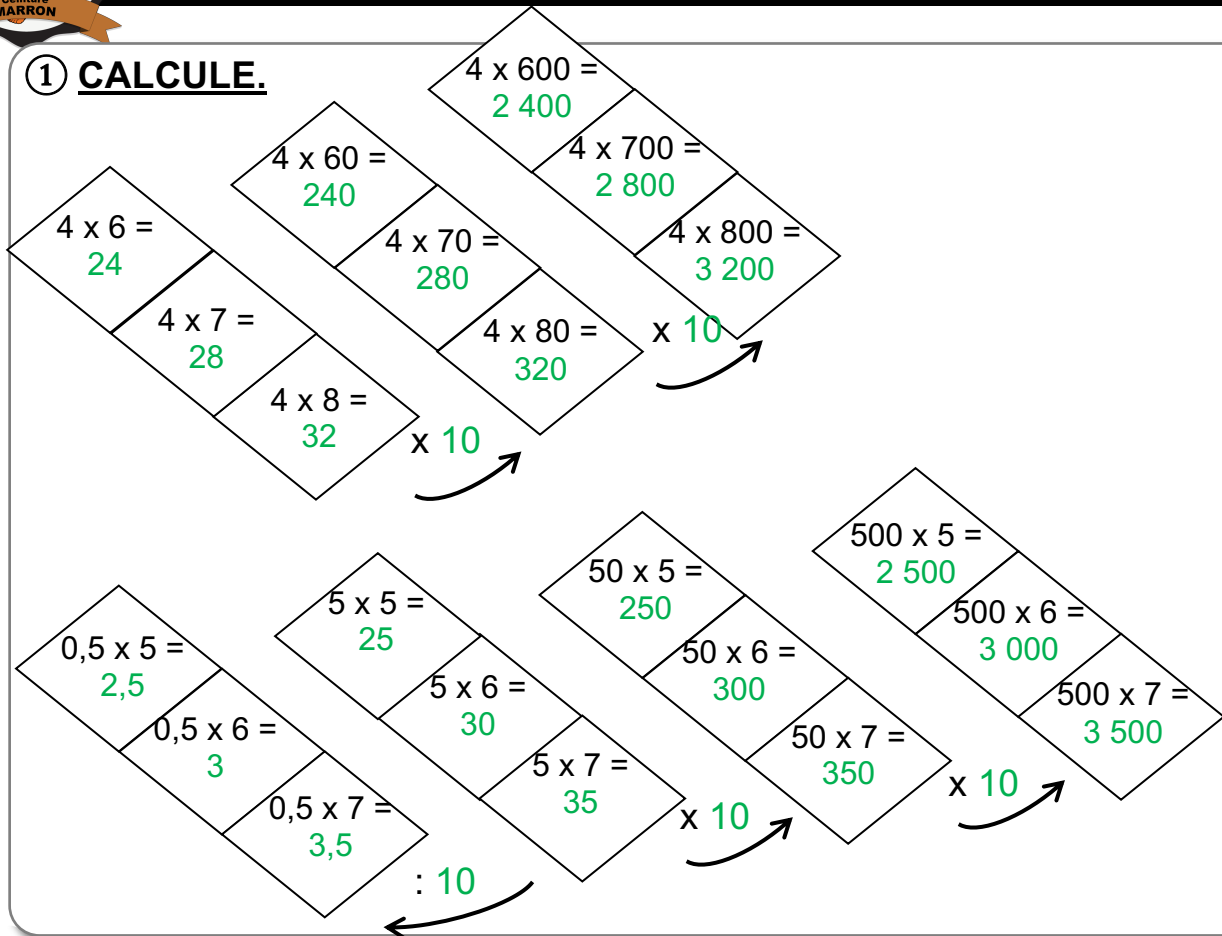 Ceinture
MARRON
① CALCULE.
4 x 6 =
24
4 x 7 =
28
4 x 8 =
32
x 10
4 x 60 =
240
4 x 70 =
280
4 x 80 =
320
x 10
4 x 600 =
2 400
4 x 700 =
2 800
4 x 800 =
3 200
0,5 x 5 =
2,5
0,5 x 6 =
3
0,5 x 7 =
3,5
: 10
5 x 5 =
25
5 x 6 =
30
5 x 7 =
35
x 10
50 x 5 =
250
50 x 6 =
300
50 x 7 =
350
x 10
500 x 5 =
2 500
500 x 6 =
3 000
500 x 7 =
3 500